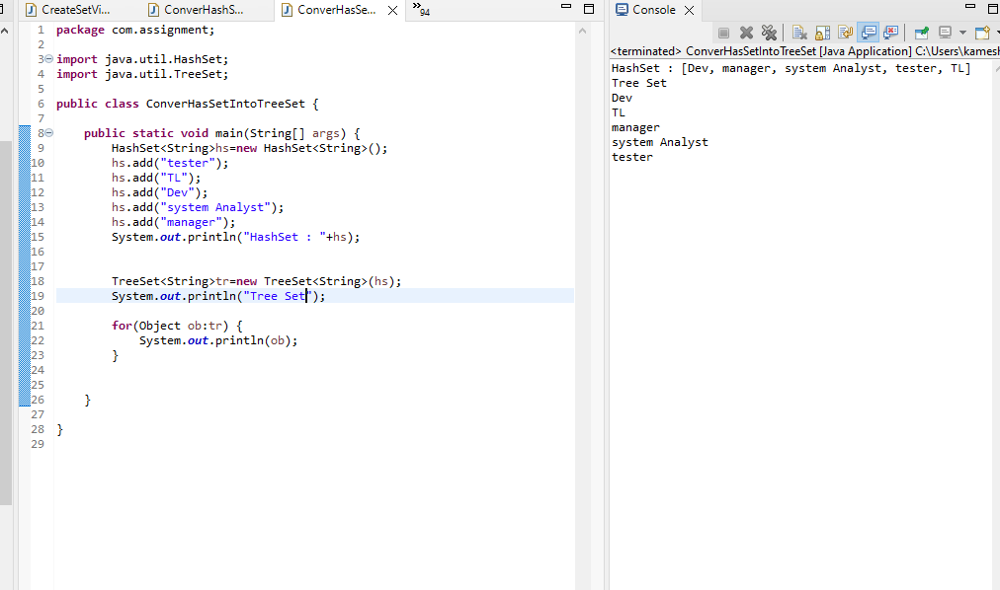 CreateSetVi...
ConverHashS...
ConverHasSe...
94
1 package com.assignment;
2
3 import java.util.HashSet;
4 import java.util.TreeSet;
5
6 public class ConverHasSetIntoTreeSet {
7
8 public static void main(String[] args) {
9 HashSet<String>hs=new HashSet<String>();
10 hs.add("tester");
11 hs.add("TL");
12 hs.add("Dev");
13 hs.add("system Analyst");
14 hs.add("manager");
15 System.out.println("HashSet : "+hs);
16
17
18 TreeSet<String>tr=new TreeSet<String>(hs);
19 System.out.println("Tree Set");
20
21 for(Object ob:tr) {
22 System.out.println(ob);
23 }
24
25
26 }
27
28 }
29
Console
<terminated> ConverHasSetIntoTreeSet [Java Application] C:\Users\kamesh
HashSet : [Dev, manager, system Analyst, tester, TL]
Tree Set
Dev
TL
manager
system Analyst
tester